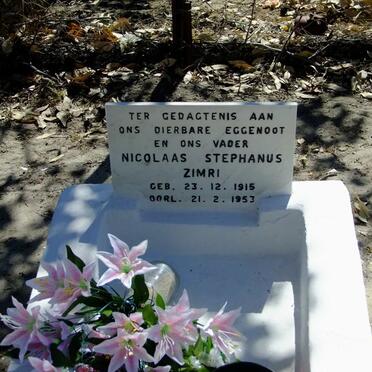 TER GEDAGTENIS AAN
ONS DIERBARE EGGENOOT
EN ONS VADER
NICOLAAS STEPHANUS
ZIMRI
GEB. 23. 12. 1915
OORL. 21. 2. 1953